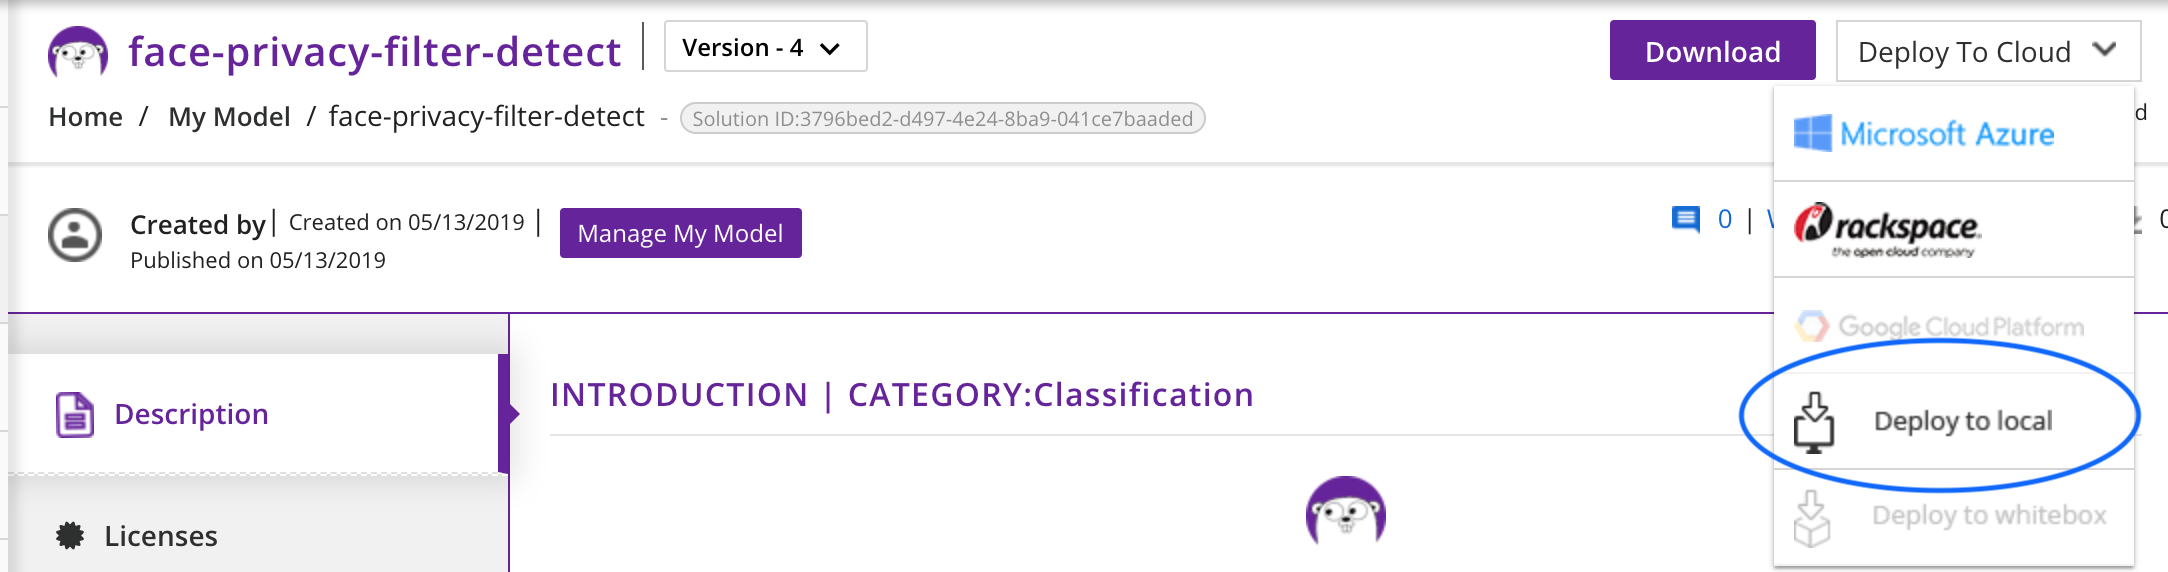 face-privacy-filter-detect
Version - 4
Download
Deploy To Cloud
Home / My Model / face-privacy-filter-detect - Solution ID:3796bed2-d497-4e24-8ba9-041ce7baaded
d
Microsoft Azure
Created by | Created on 05/13/2019 |
Published on 05/13/2019
Manage My Model
0 |
rackspace
the open cloud company
Google Cloud Platform
Deploy to local
Deploy to whitebox
Description
Licenses
INTRODUCTION | CATEGORY:Classification